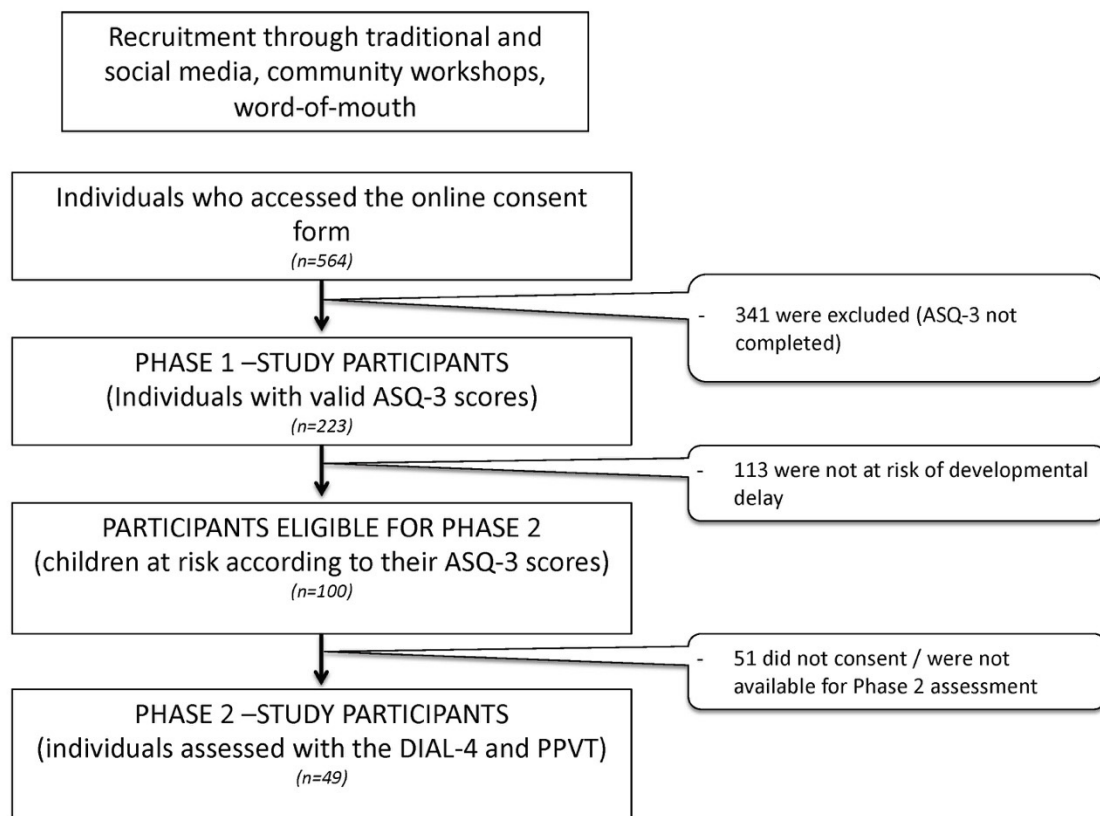 Recruitment through traditional and
social media, community workshops,
word-of-mouth
Individuals who accessed the online consent
form
(n=564)
- 341 were excluded (ASQ-3 not
completed)
PHASE 1 –STUDY PARTICIPANTS
(Individuals with valid ASQ-3 scores)
(n=223)
- 113 were not at risk of developmental
delay
PARTICIPANTS ELIGIBLE FOR PHASE 2
(children at risk according to their ASQ-3 scores)
(n=100)
- 51 did not consent / were not
available for Phase 2 assessment
PHASE 2 –STUDY PARTICIPANTS
(individuals assessed with the DIAL-4 and PPVT)
(n=49)